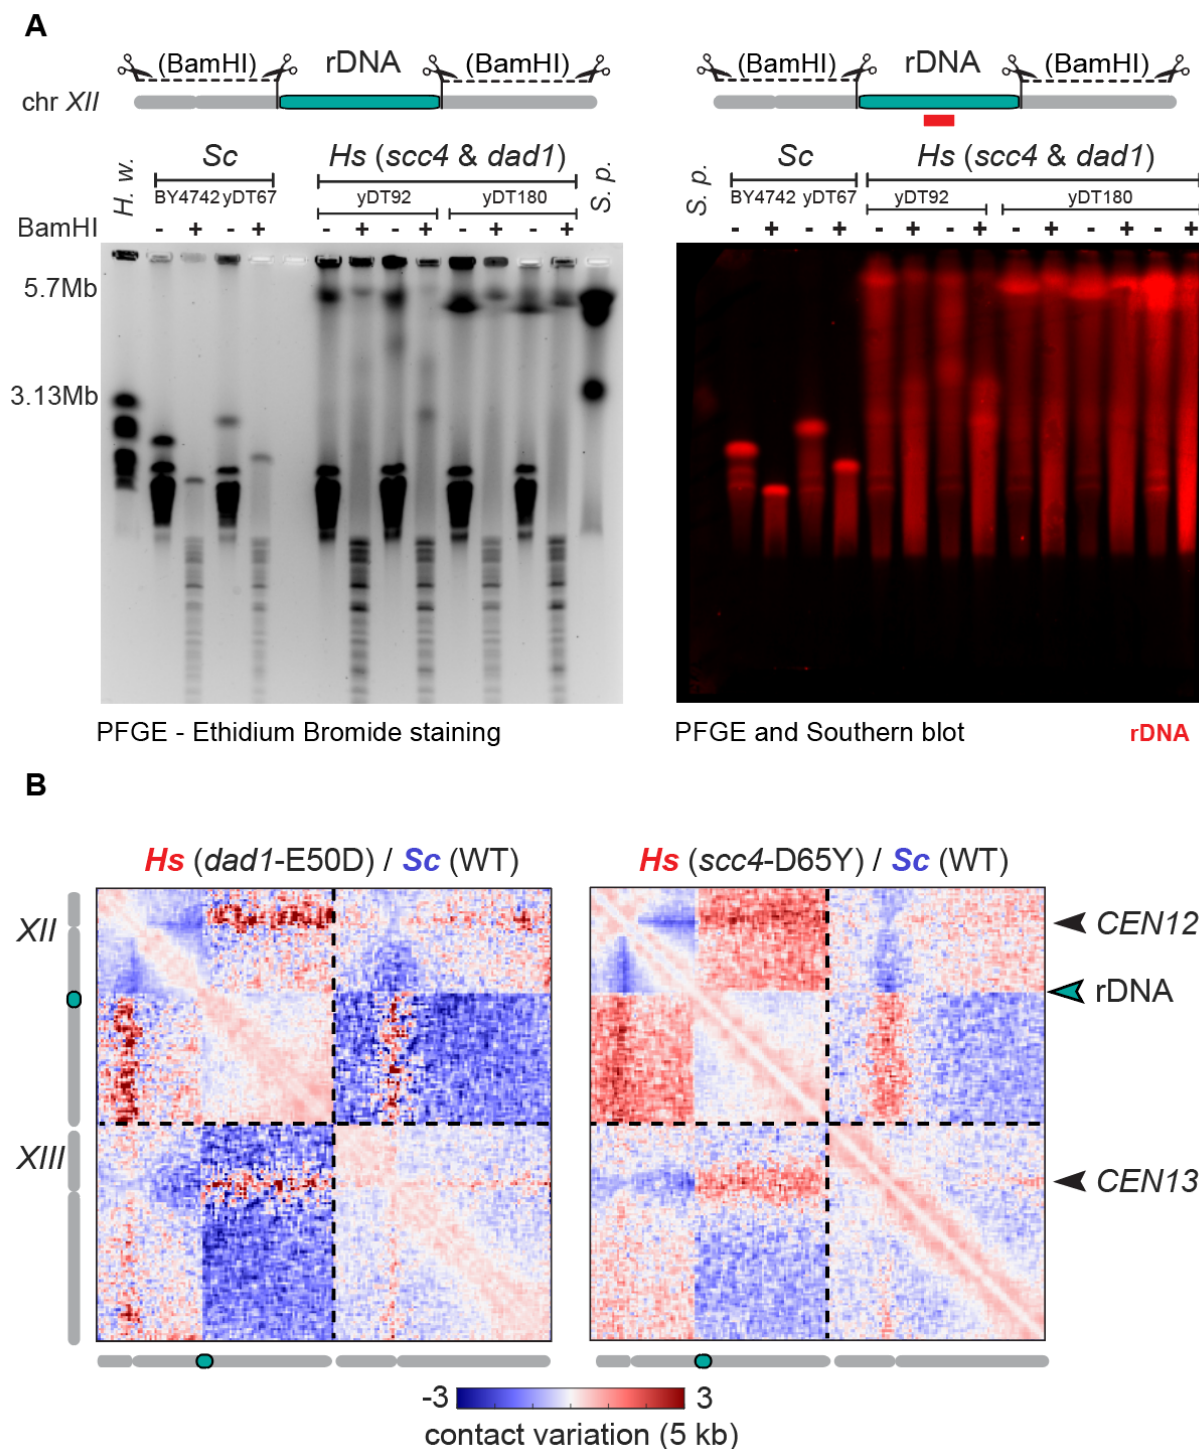 A
(BamHI) rDNA (BamHI)
chr XII
H. w.
Sc
Hs (scc4 & dad1)
S. p.
BY4742 yDT67
yDT92
yDT180
BamHI - + - + - + - + - + - +
5.7Mb
3.13Mb
PFGE - Ethidium Bromide staining
(BamHI) rDNA (BamHI)
S. p.
Sc
Hs (scc4 & dad1)
BY4742 yDT67
yDT92
yDT180
- + - + - + - + - + - + - +
PFGE and Southern blot
rDNA
B
Hs (dad1-E50D) / Sc (WT)
Hs (scc4-D65Y) / Sc (WT)
XII
CEN12
rDNA
XIII
CEN13
-3
3
contact variation (5 kb)